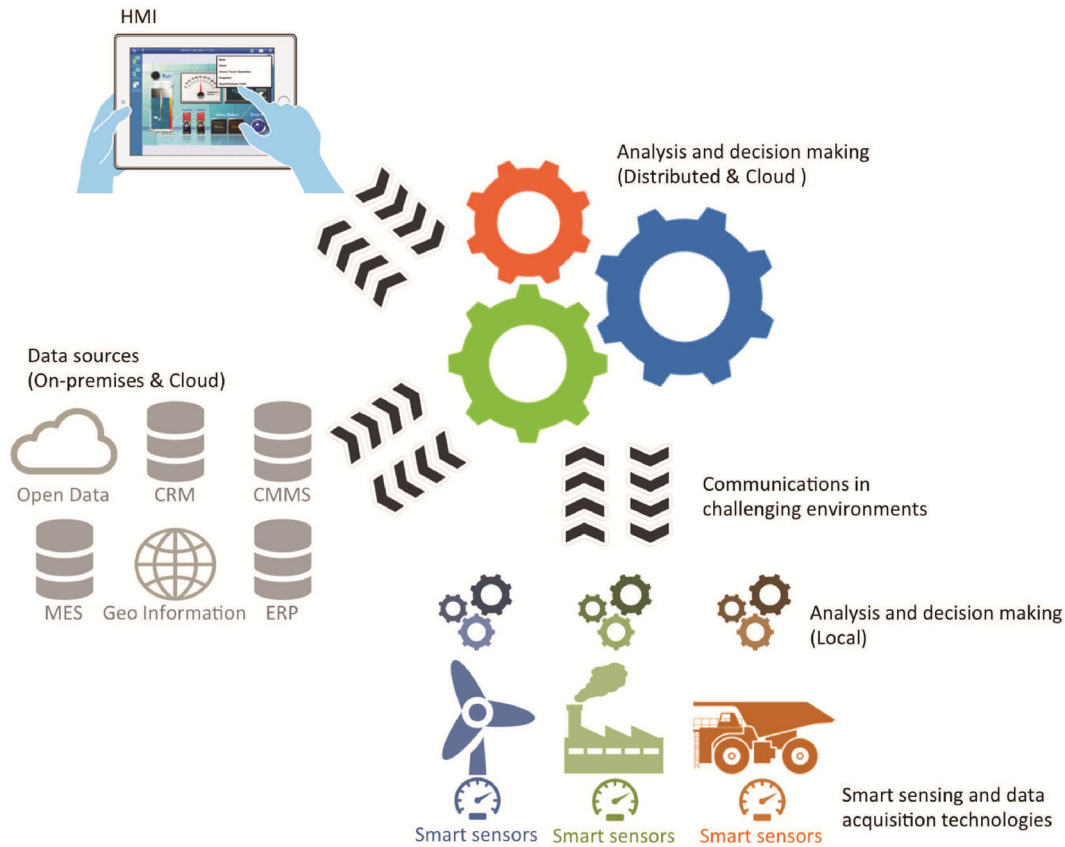 HMI
Analysis and decision making
(Distributed & Cloud )
Data sources
(On-premises & Cloud)
Open Data
CRM
CMMS
MES
Geo Information
ERP
Communications in
challenging environments
Analysis and decision making
(Local)
Smart sensors
Smart sensors
Smart sensors
Smart sensing and data
acquisition technologies